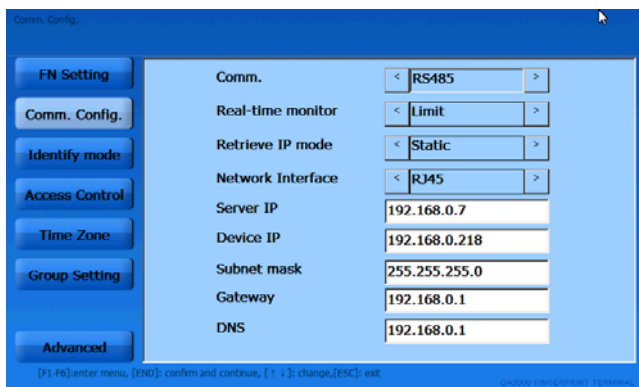 Comm. Config.
FN Setting
Comm. Config.
Identify mode
Access Control
Time Zone
Group Setting
Advanced
Comm. < RS485 >
Real-time monitor < Limit >
Retrieve IP mode < Static >
Network Interface < RJ45 >
Server IP 192.168.0.7
Device IP 192.168.0.218
Subnet mask 255.255.255.0
Gateway 192.168.0.1
DNS 192.168.0.1
[F1-F6]:enter menu, [END]: confirm and continue, [ ↑ ↓ ]: change,[ESC]: exit
OA3000 FINGERPRINT TERMINAL